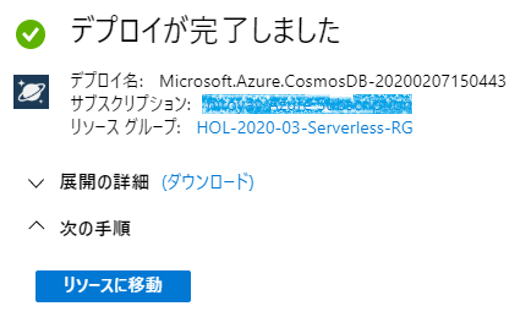 デプロイが完了しました
デプロイ名: Microsoft.Azure.CosmosDB-20200207150443
サブスクリプション:
リソース グループ: HOL-2020-03-Serverless-RG
展開の詳細 (ダウンロード)
次の手順
リソースに移動